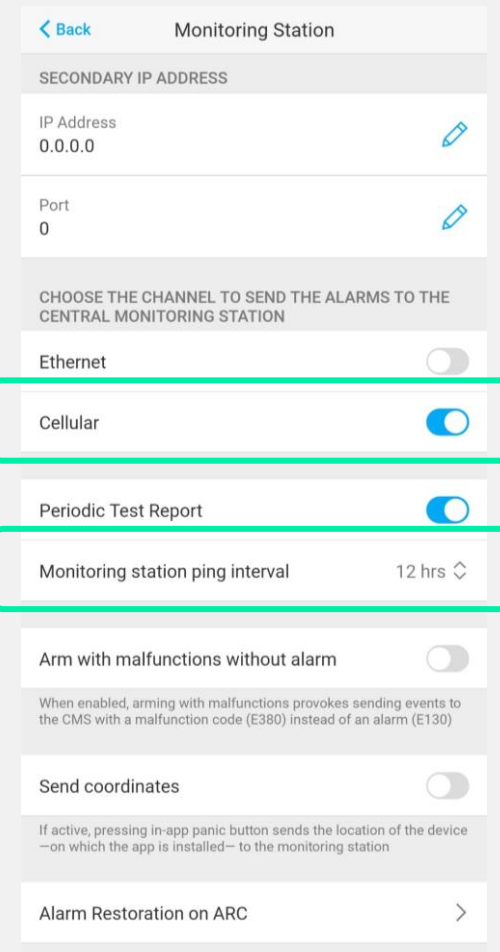 Back
Monitoring Station
SECONDARY IP ADDRESS
IP Address
0.0.0.0
Port
0
CHOOSE THE CHANNEL TO SEND THE ALARMS TO THE
CENTRAL MONITORING STATION
Ethernet
Cellular
Periodic Test Report
Monitoring station ping interval
12 hrs
Arm with malfunctions without alarm
When enabled, arming with malfunctions provokes sending events to
the CMS with a malfunction code (E380) instead of an alarm (E130)
Send coordinates
If active, pressing in-app panic button sends the location of the device
—on which the app is installed— to the monitoring station
Alarm Restoration on ARC